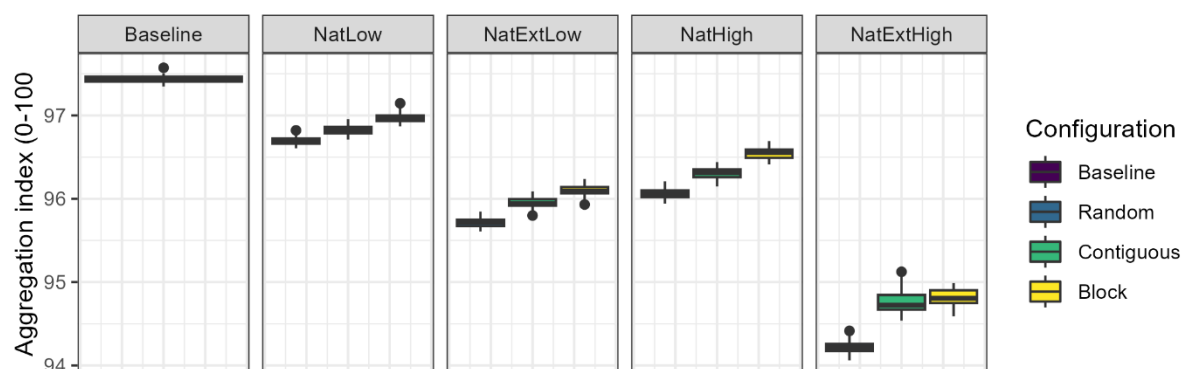 Baseline NatLow NatExtLow NatHigh NatExtHigh
Aggregation index (0-100
97
96
95
94
Configuration
Baseline
Random
Contiguous
Block